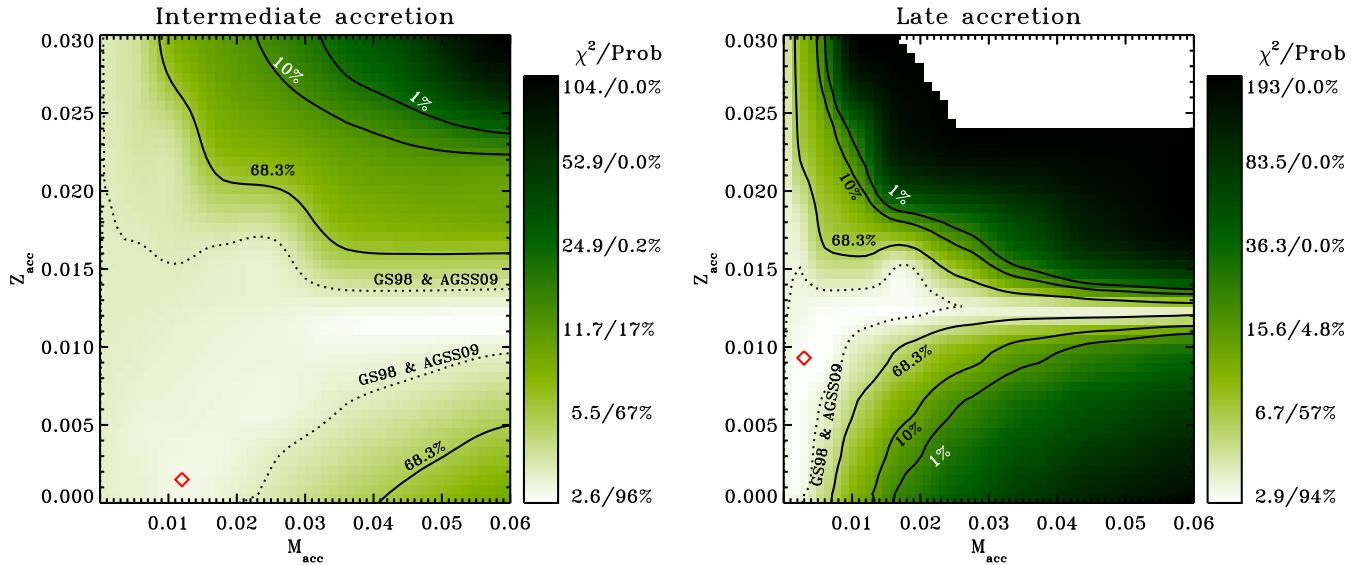 Intermediate accretion
χ²/Prob
0.030
0.025
0.020
0.015
0.010
0.005
0.000
Z_acc
10%
1%
68.3%
GS98 & AGSS09
GS98 & AGSS09
68.3%
0.01 0.02 0.03 0.04 0.05 0.06
M_acc
104./0.0%
52.9/0.0%
24.9/0.2%
11.7/17%
5.5/67%
2.6/96%
Late accretion
χ²/Prob
0.030
0.025
0.020
0.015
0.010
0.005
0.000
Z_acc
10%
1%
68.3%
68.3%
GS98 & AGSS09
10%
1%
0.01 0.02 0.03 0.04 0.05 0.06
M_acc
193/0.0%
83.5/0.0%
36.3/0.0%
15.6/4.8%
6.7/57%
2.9/94%